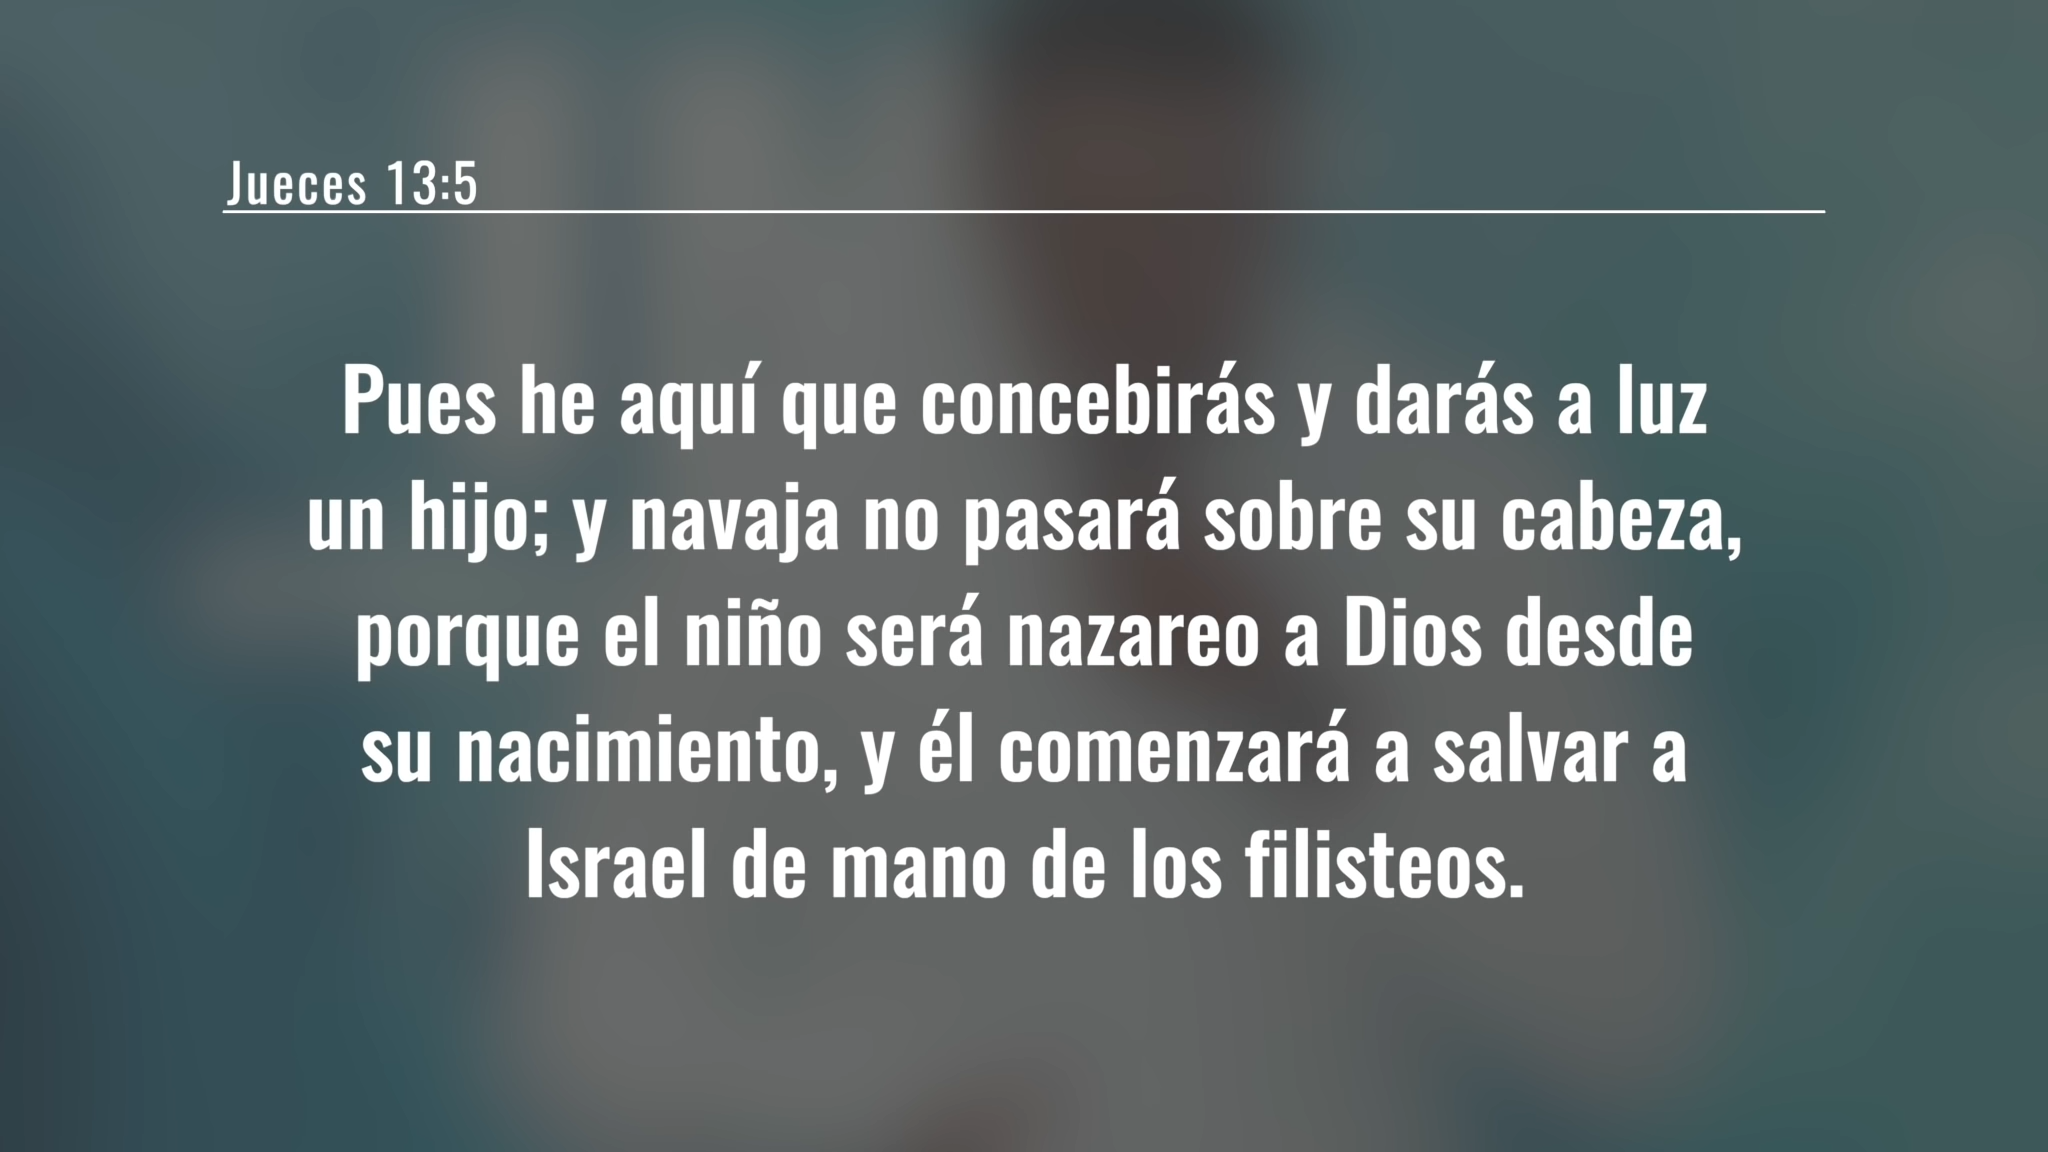 Jueces 13:5
Pues he aquí que concebirás y darás a luz
un hijo; y navaja no pasará sobre su cabeza,
porque el niño será nazareo a Dios desde
su nacimiento, y él comenzará a salvar a
Israel de mano de los filisteos.